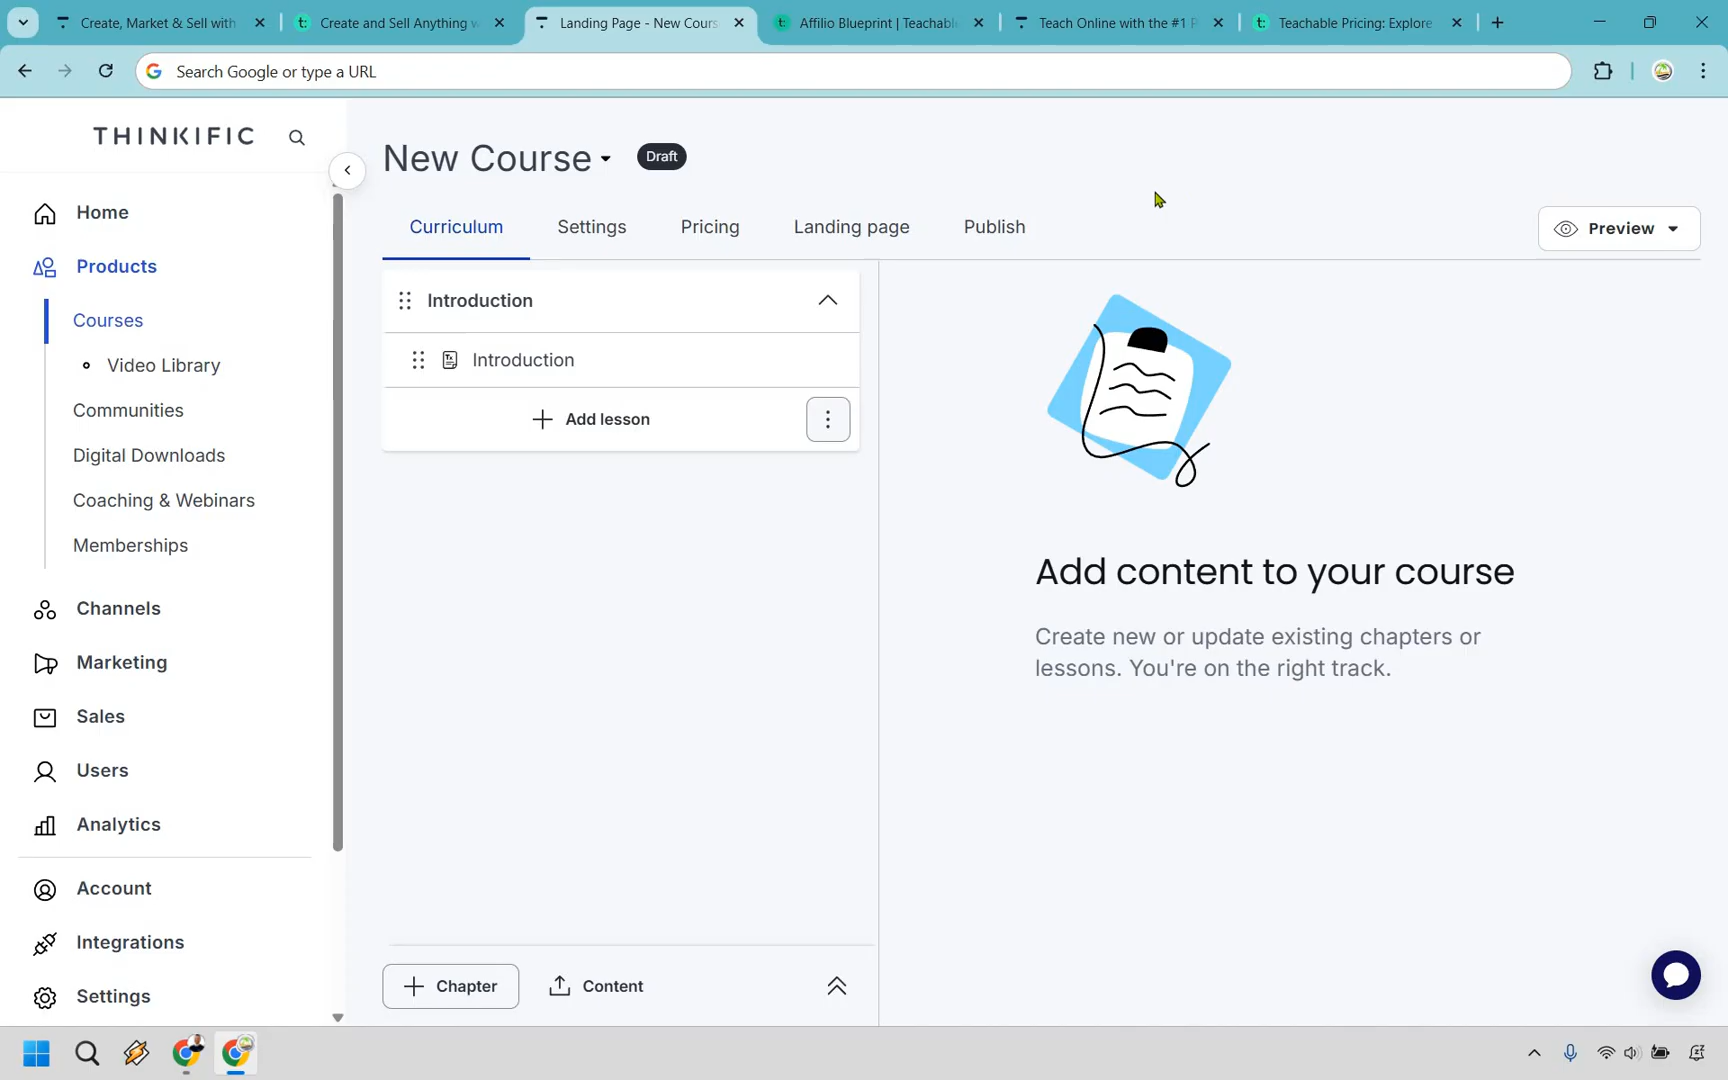 Create, Market & Sell with
Create and Sell Anything w
Landing Page - New Cours
Affilio Blueprint | Teachabl
Teach Online with the #1 P
Teachable Pricing: Explore
Search Google or type a URL
THINKIFIC
New Course
Draft
Home
Products
Courses
Video Library
Communities
Digital Downloads
Coaching & Webinars
Memberships
Channels
Marketing
Sales
Users
Analytics
Account
Integrations
Settings
Curriculum
Settings
Pricing
Landing page
Publish
Preview
Introduction
Introduction
Add lesson
Add content to your course
Create new or update existing chapters or
lessons. You're on the right track.
Chapter
Content